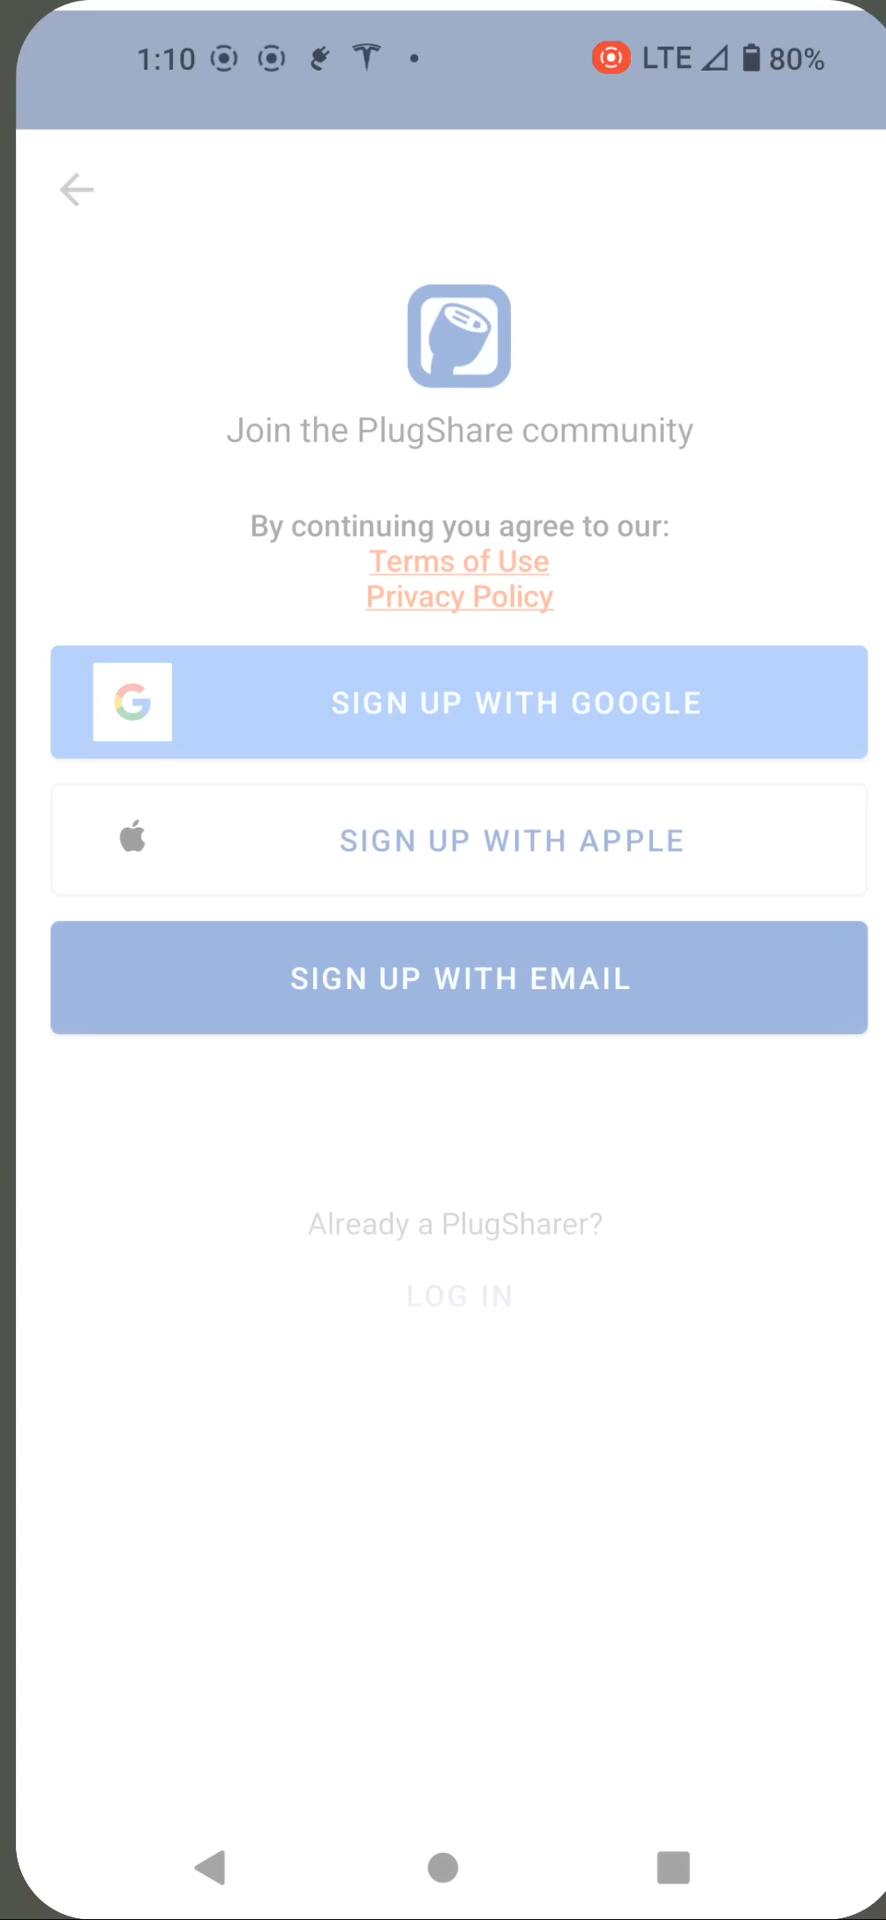 1:10 LTE 80%
Join the PlugShare community
By continuing you agree to our:
Terms of Use
Privacy Policy
SIGN UP WITH GOOGLE
SIGN UP WITH APPLE
SIGN UP WITH EMAIL
Already a PlugSharer?
LOG IN